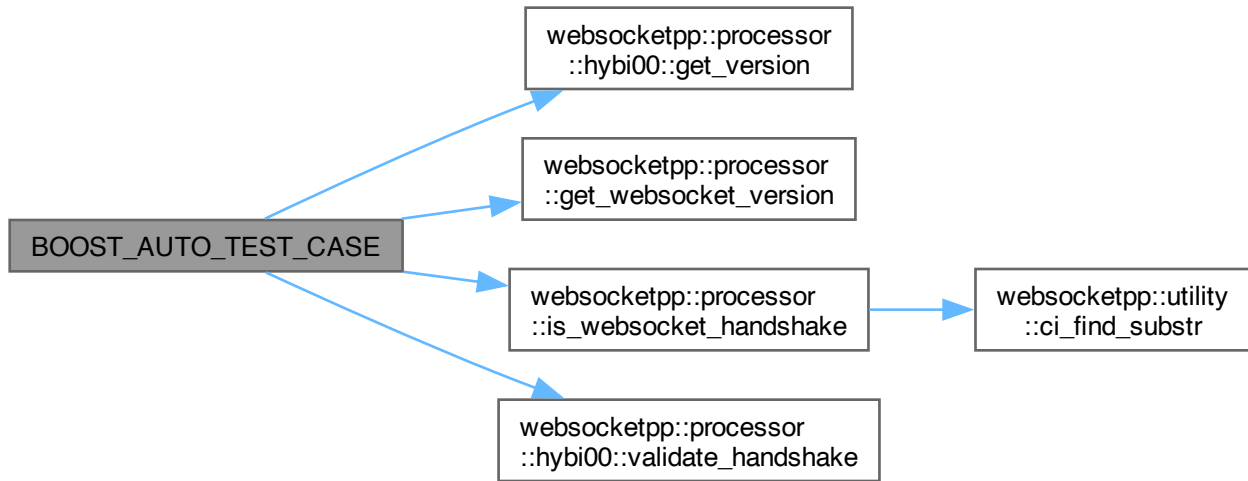 websocketpp::processor
::hybi00::get_version
websocketpp::processor
::get_websocket_version
BOOST_AUTO_TEST_CASE
websocketpp::processor
::is_websocket_handshake
websocketpp::utility
::ci_find_substr
websocketpp::processor
::hybi00::validate_handshake